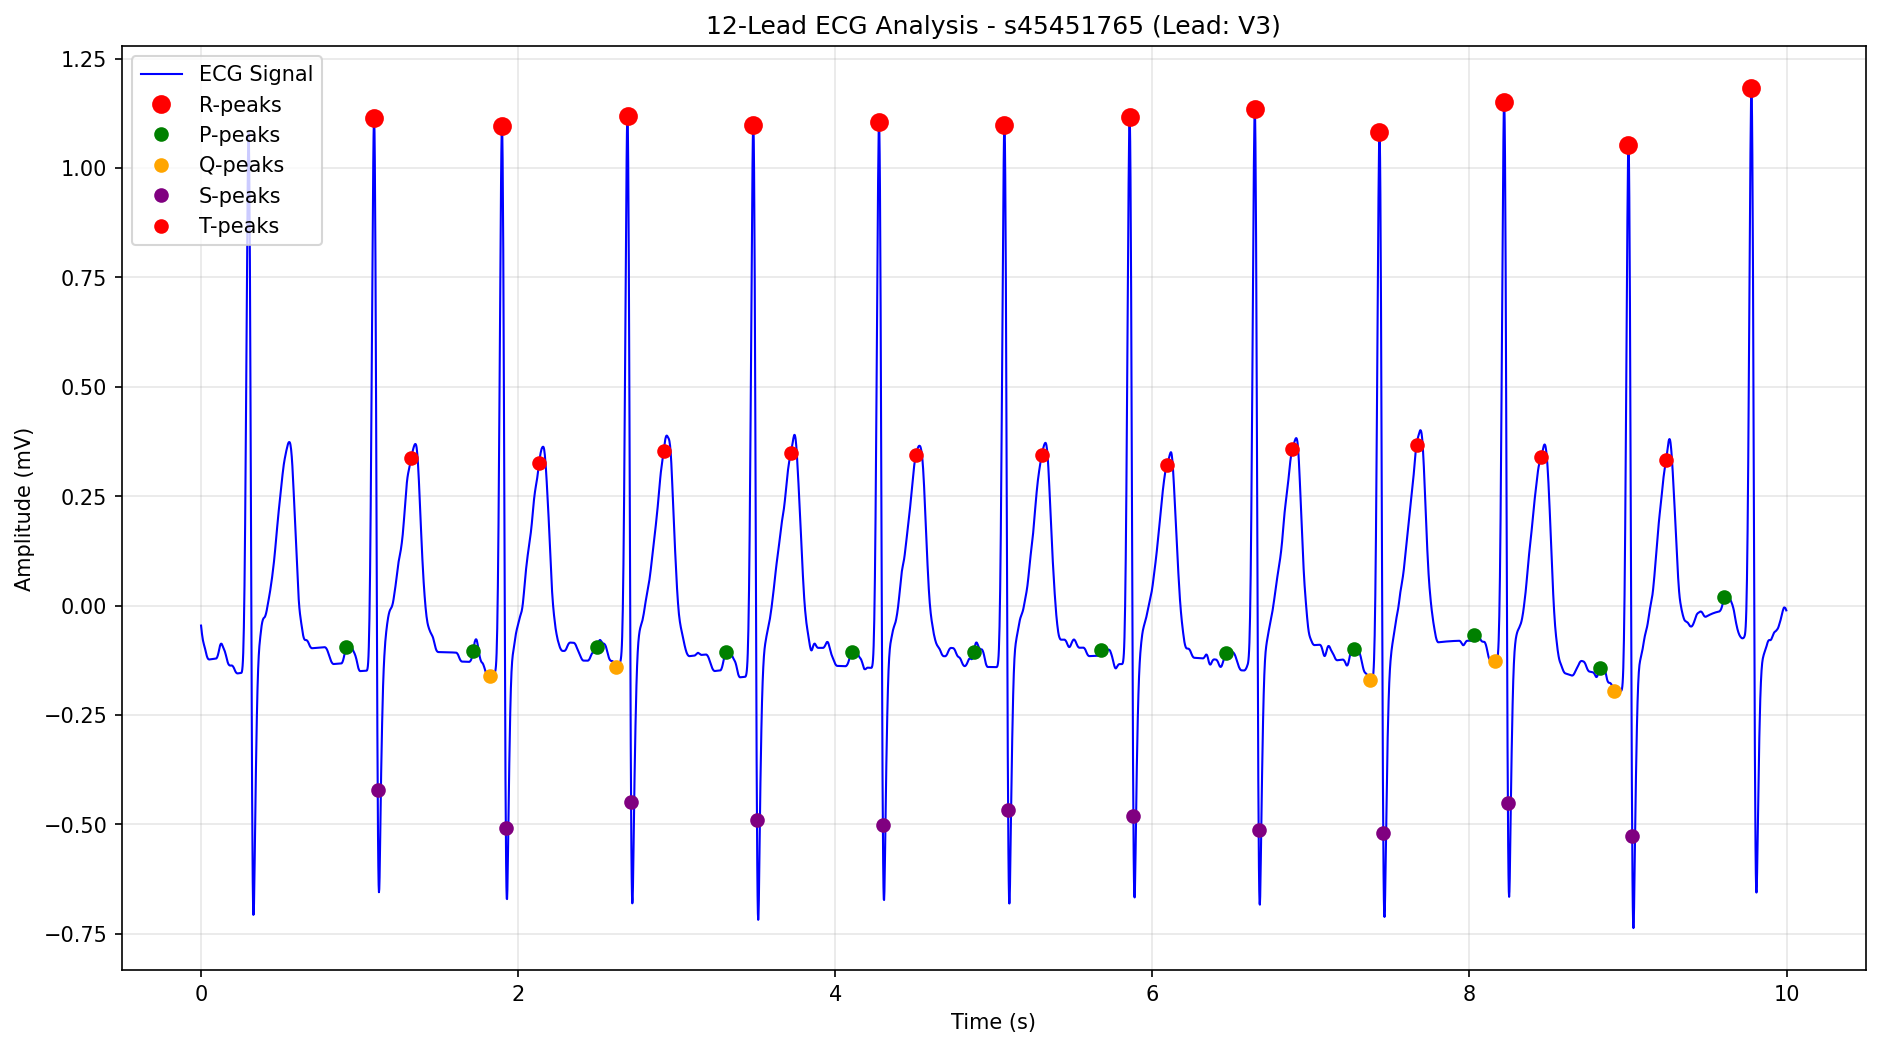 12-Lead ECG Analysis - s45451765 (Lead: V3)
ECG Signal
R-peaks
P-peaks
Q-peaks
S-peaks
T-peaks
1.25
1.00
0.75
0.50
0.25
0.00
−0.25
−0.50
−0.75
Amplitude (mV)
0 2 4 6 8 10
Time (s)